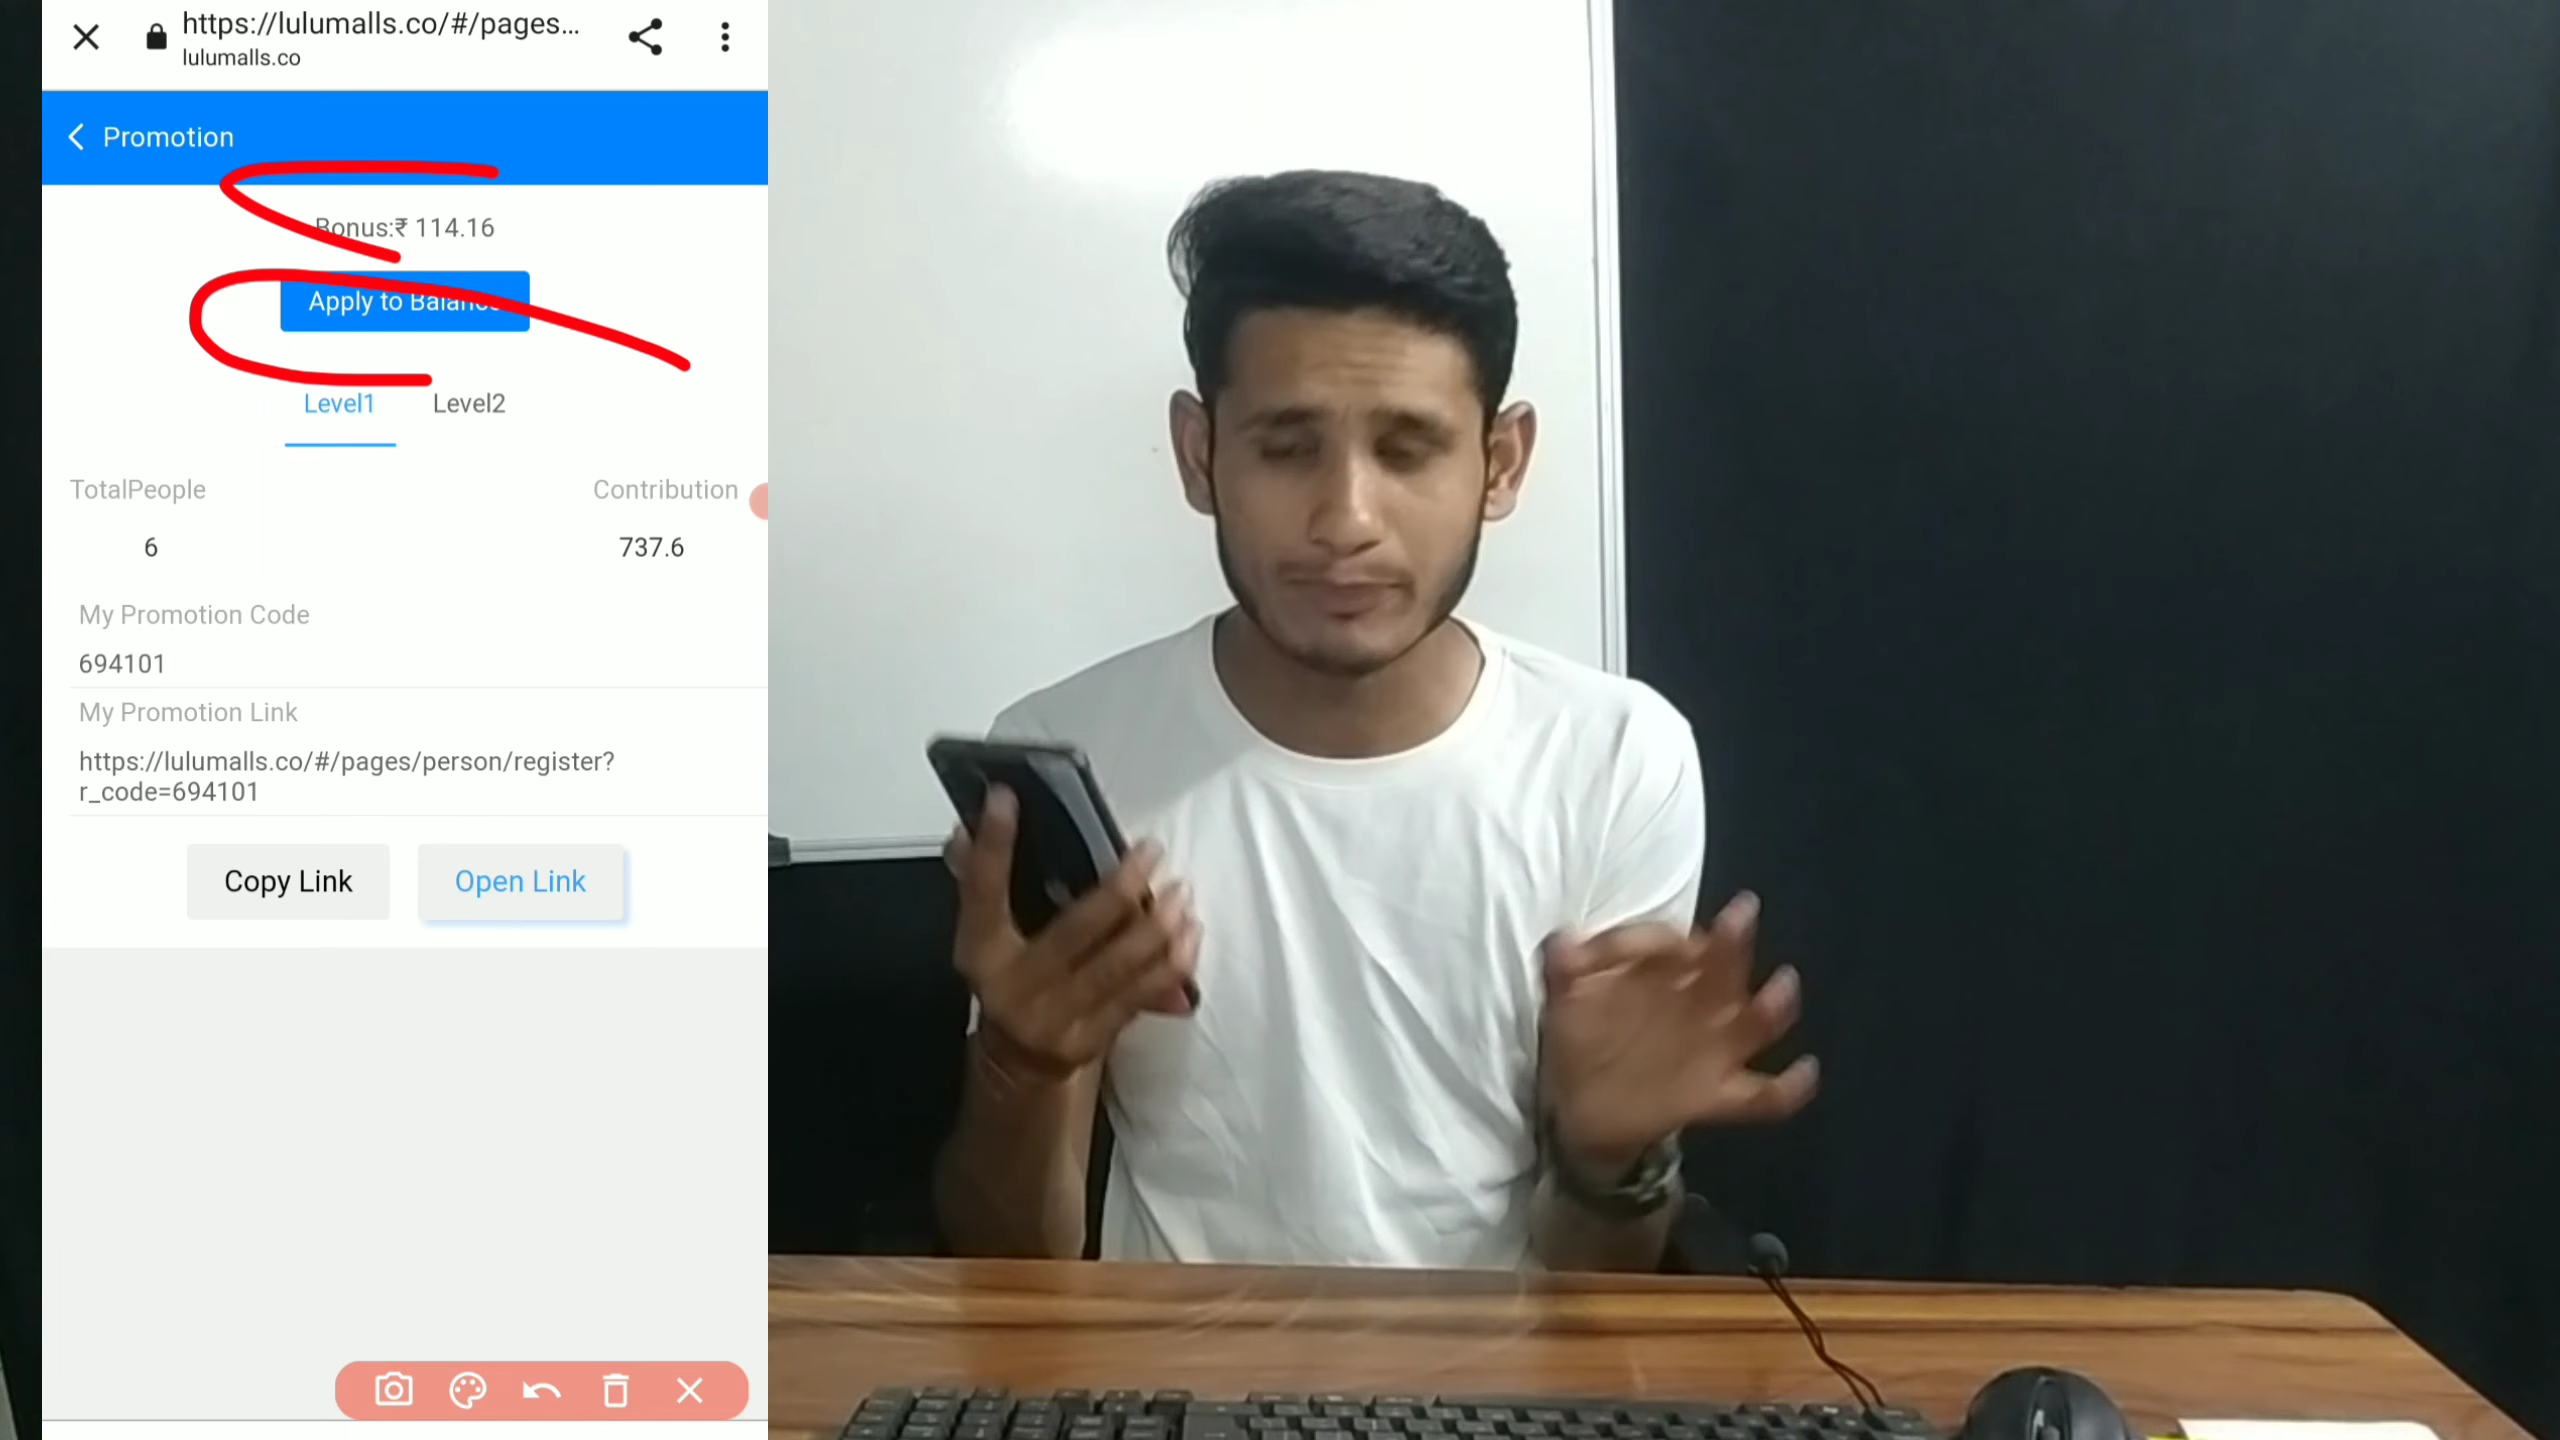 https://lulumalls.co/#/pages...
lulumalls.co
Promotion
Bonus:₹ 114.16
Apply to Balance
Level1 Level2
TotalPeople Contribution
6 737.6
My Promotion Code
694101
My Promotion Link
https://lulumalls.co/#/pages/person/register?
r_code=694101
Copy Link Open Link